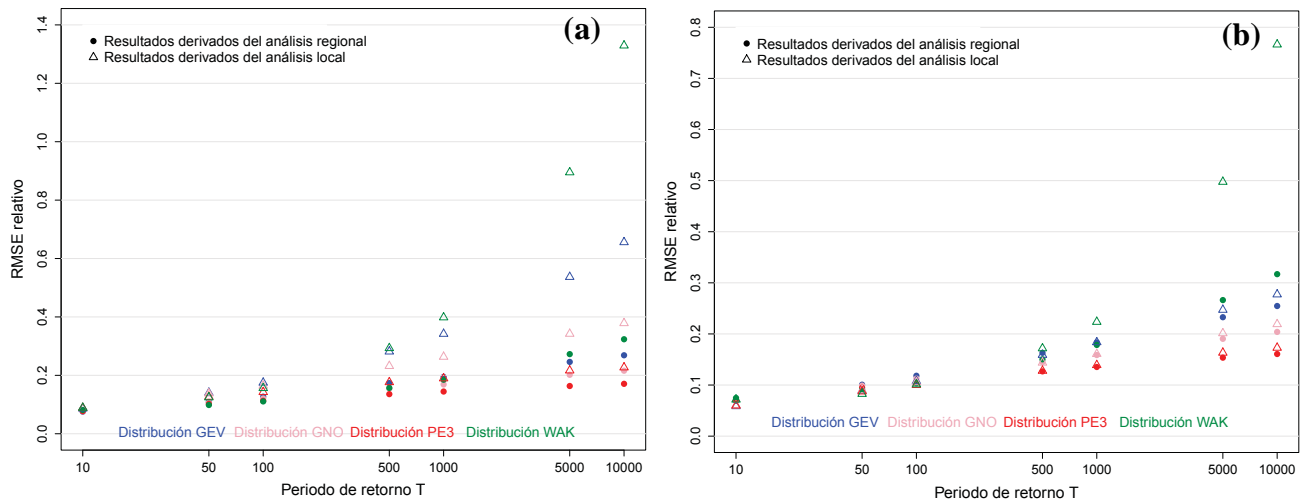 (a)
Resultados derivados del análisis regional
Resultados derivados del análisis local
RMSE relativo
1.4
1.2
1.0
0.8
0.6
0.4
0.2
0.0
Distribución GEV Distribución GNO Distribución PE3 Distribución WAK
10 50 100 500 1000 5000 10000
Periodo de retorno T
(b)
Resultados derivados del análisis regional
Resultados derivados del análisis local
RMSE relativo
0.8
0.7
0.6
0.5
0.4
0.3
0.2
0.1
0.0
Distribución GEV Distribución GNO Distribución PE3 Distribución WAK
10 50 100 500 1000 5000 10000
Periodo de retorno T